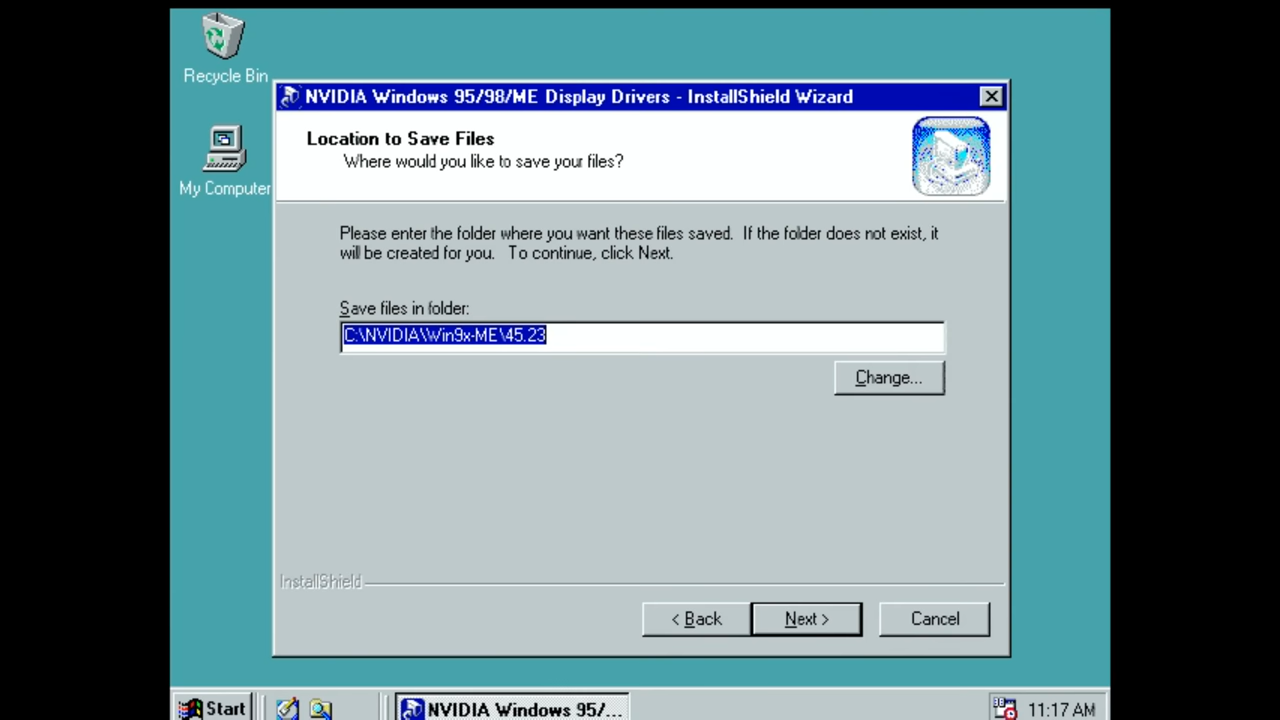 Recycle Bin
My Computer
NVIDIA Windows 95/98/ME Display Drivers - InstallShield Wizard
Location to Save Files
Where would you like to save your files?
Please enter the folder where you want these files saved.  If the folder does not exist, it
will be created for you.   To continue, click Next.
Save files in folder:
C:\NVIDIA\Win9x-ME\45.23
Change...
InstallShield
< Back
Next >
Cancel
Start
NVIDIA Windows 95/...
11:17 AM